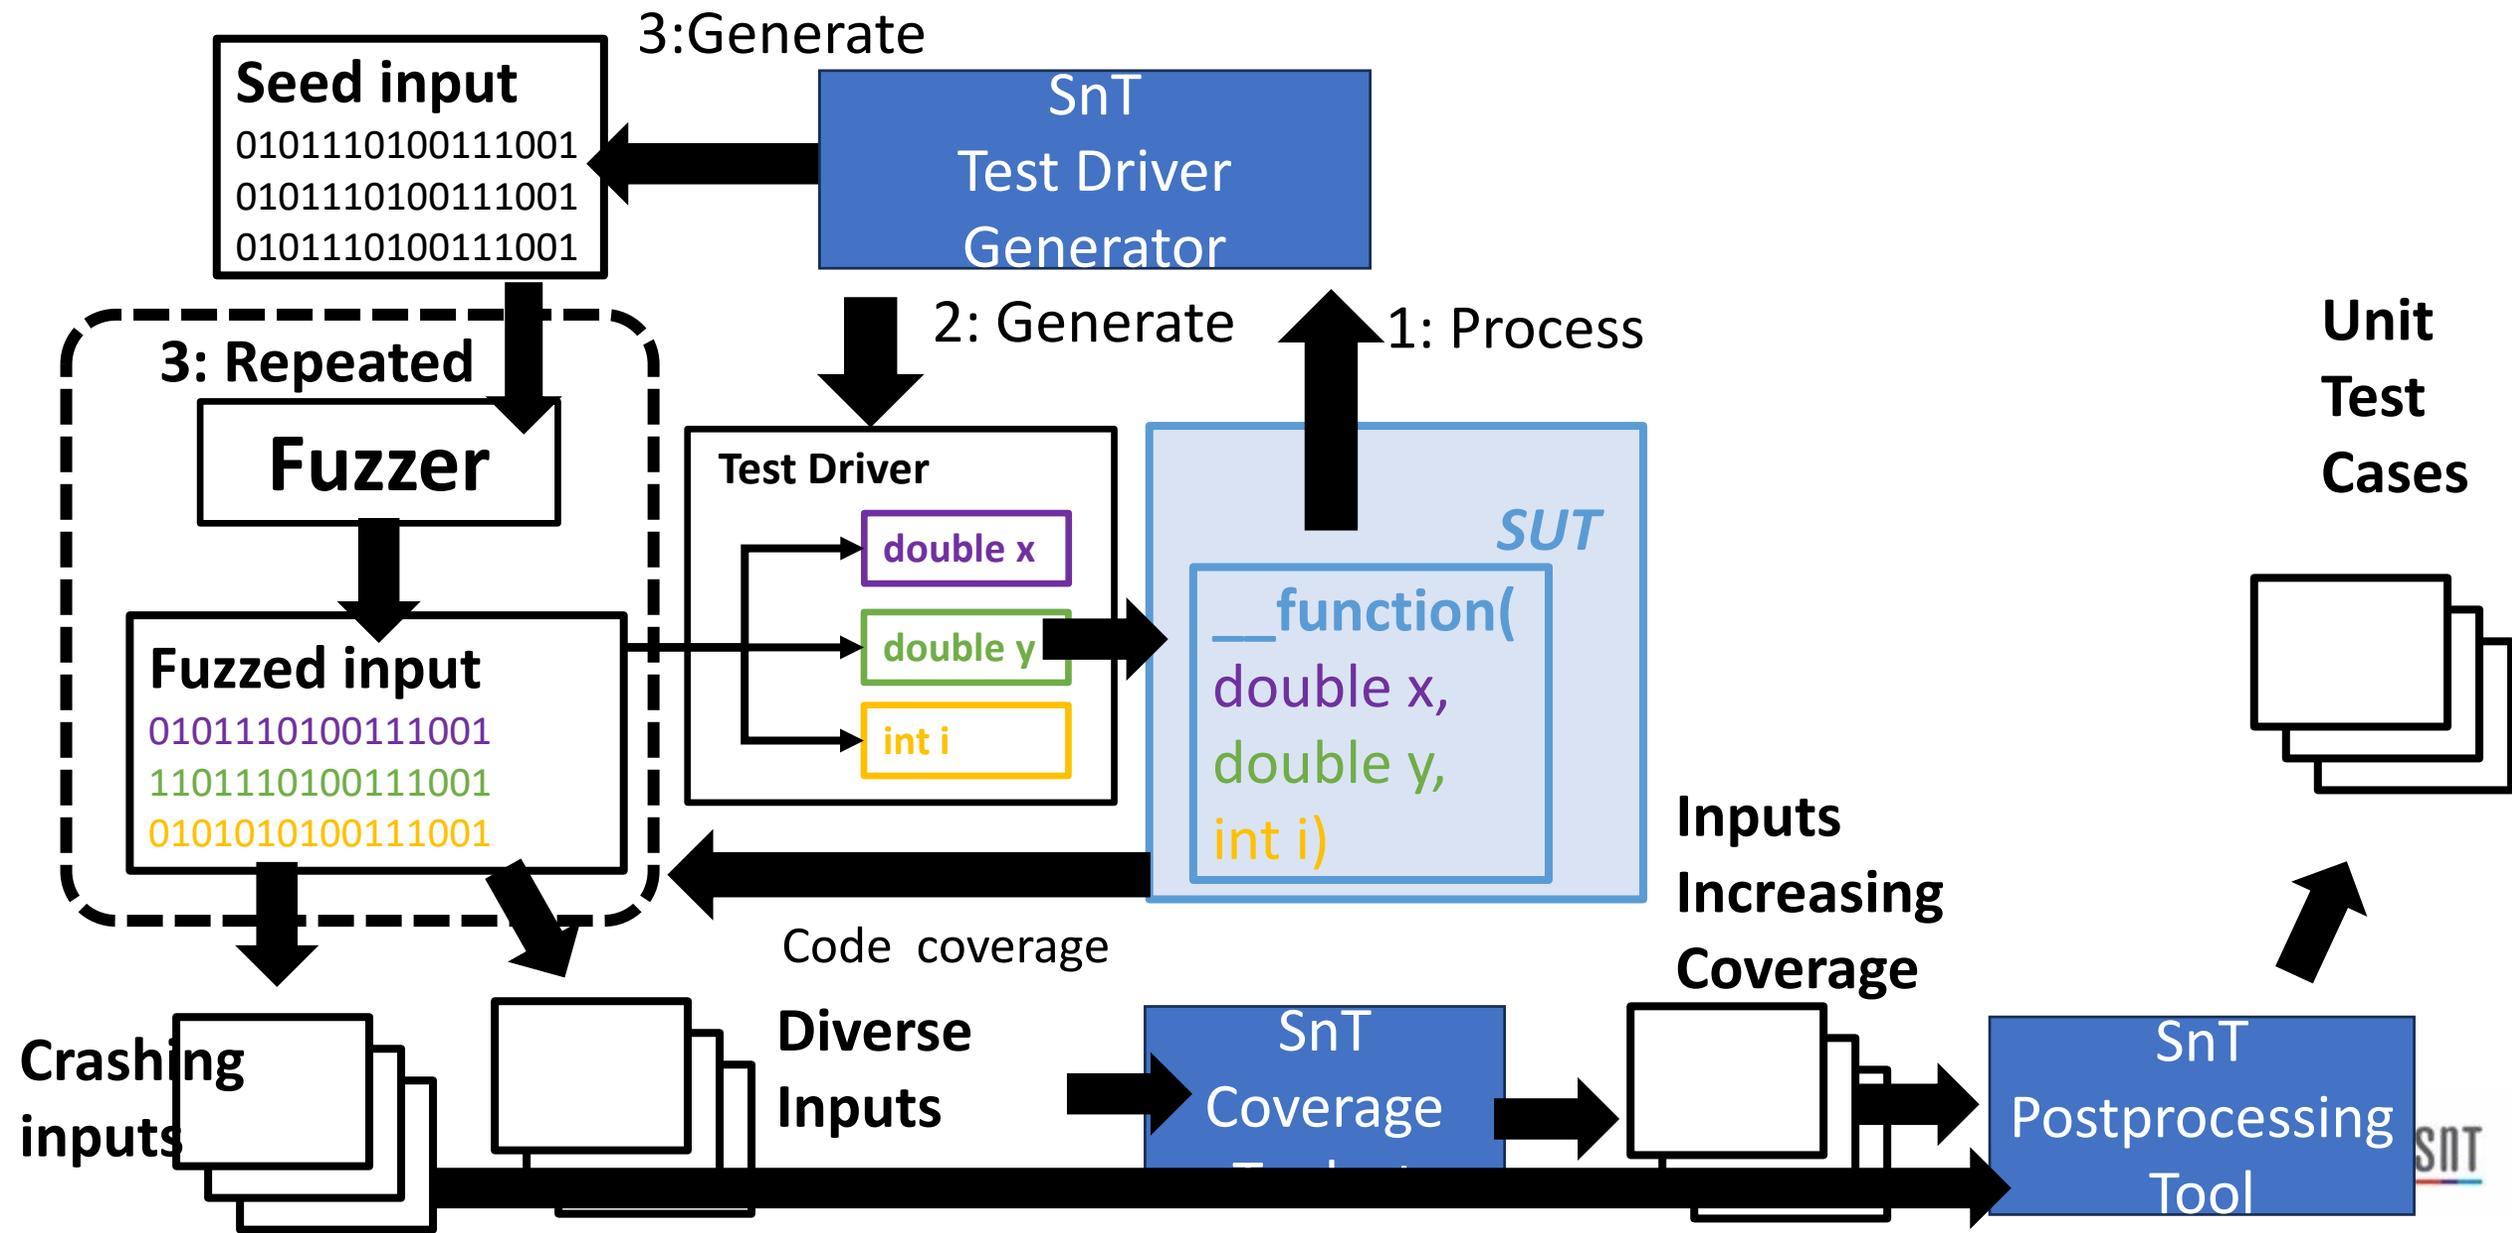 3:Generate
Seed input
0101110100111001
0101110100111001
0101110100111001
SnT
Test Driver
Generator
2: Generate
1: Process
3: Repeated
Fuzzer
Fuzzed input
0101110100111001
1101110100111001
0101010100111001
Test Driver
double x
double y
int i
SUT
__function(
double x,
double y,
int i)
Code coverage
Unit
Test
Cases
Inputs
Increasing
Coverage
Crashing
inputs
Diverse
Inputs
SnT
Coverage
SnT
Postprocessing
Tool
SNT